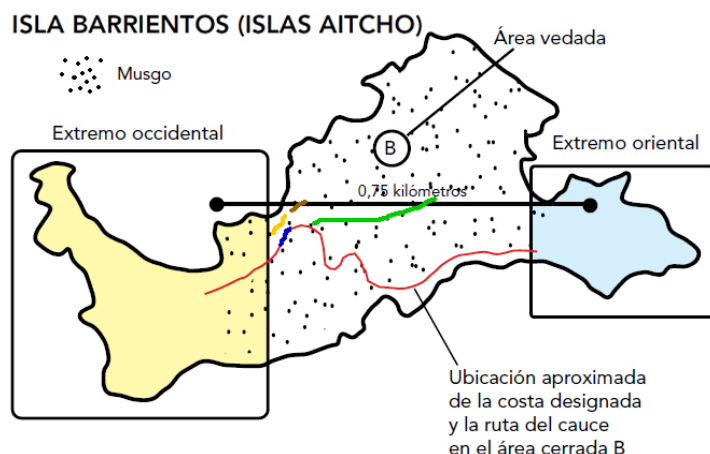 ISLA BARRIENTOS (ISLAS AITCHO)
Musgo
Área vedada
Extremo occidental
B
Extremo oriental
0,75 kilómetros
Ubicación aproximada
de la costa designada
y la ruta del cauce
en el área cerrada B